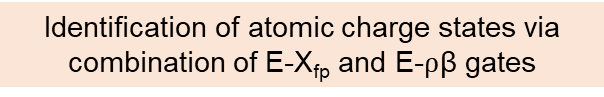 Identification of atomic charge states via
combination of E-Xfp and E-ρβ gates